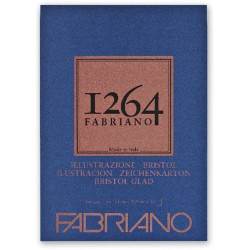 1264
FABRIANO
Made in Italy
ILLUSTRAZIONE · BRISTOL
ILUSTRACIÓN · ZEICHENKARTON
BRISTOL GLAD
FABRIANO